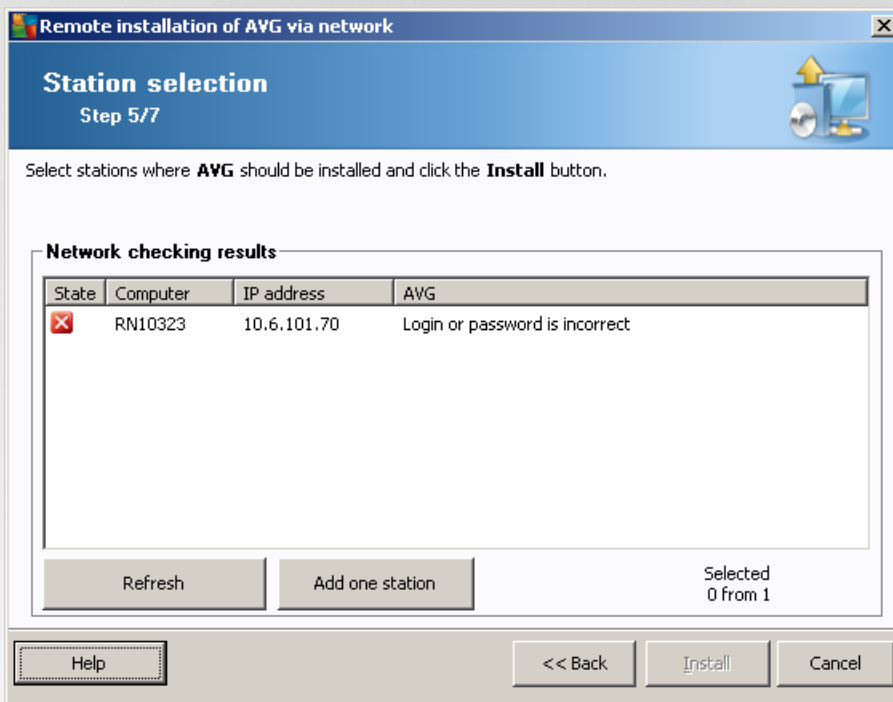 Remote installation of AVG via network
Station selection
Step 5/7
Select stations where AVG should be installed and click the Install button.
Network checking results
State Computer IP address AVG
RN10323 10.6.101.70 Login or password is incorrect
Refresh Add one station Selected
0 from 1
Help << Back Install Cancel